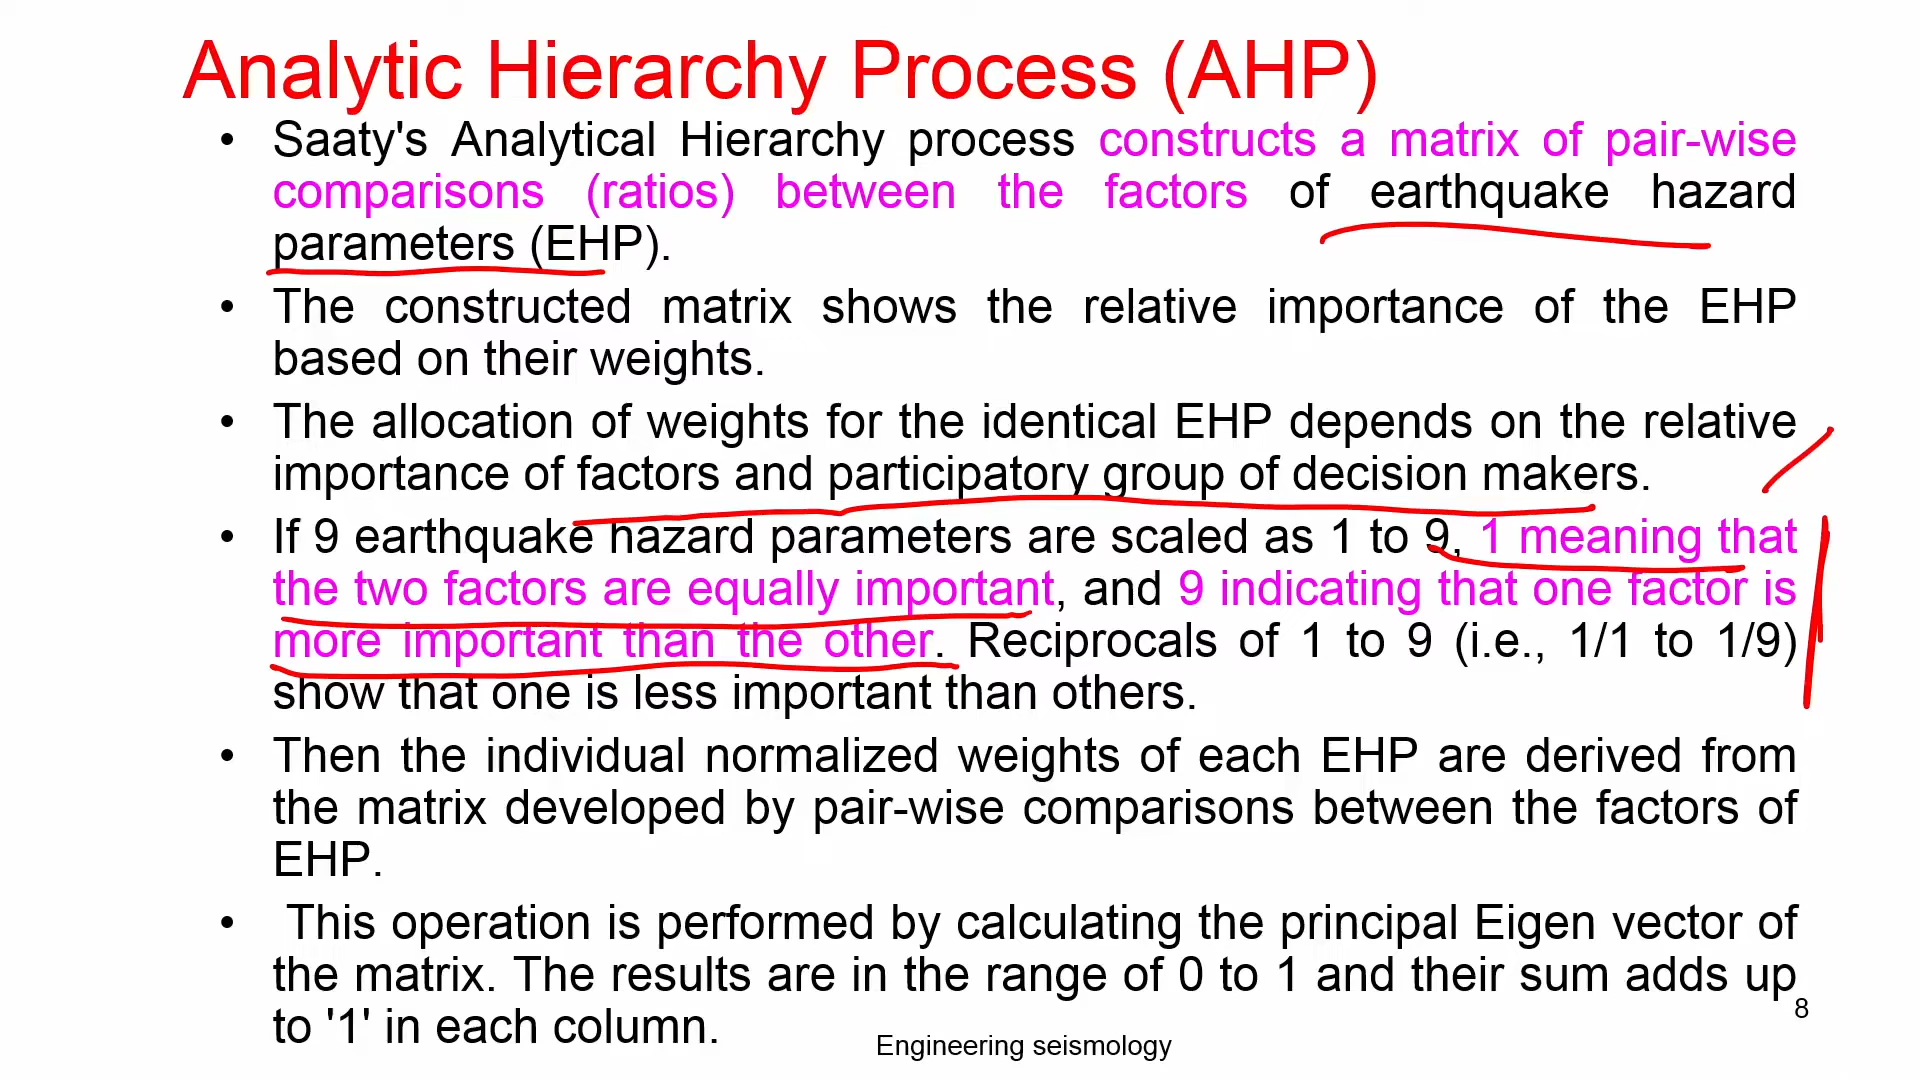 Analytic Hierarchy Process (AHP)
• Saaty's Analytical Hierarchy process constructs a matrix of pair-wise
comparisons (ratios) between the factors of earthquake hazard
parameters (EHP).
• The constructed matrix shows the relative importance of the EHP
based on their weights.
• The allocation of weights for the identical EHP depends on the relative
importance of factors and participatory group of decision makers.
• If 9 earthquake hazard parameters are scaled as 1 to 9, 1 meaning that
the two factors are equally important, and 9 indicating that one factor is
more important than the other. Reciprocals of 1 to 9 (i.e., 1/1 to 1/9)
show that one is less important than others.
• Then the individual normalized weights of each EHP are derived from
the matrix developed by pair-wise comparisons between the factors of
EHP.
• This operation is performed by calculating the principal Eigen vector of
the matrix. The results are in the range of 0 to 1 and their sum adds up
to '1' in each column.
8
Engineering seismology